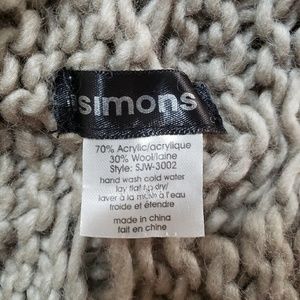 simons
70% Acrylic/acrylique
30% Wool/laine
Style: SJW-3002
hand wash cold water
lay flat to dry/
laver à la main à l'eau
froide et étendre
made in china
fait en chine